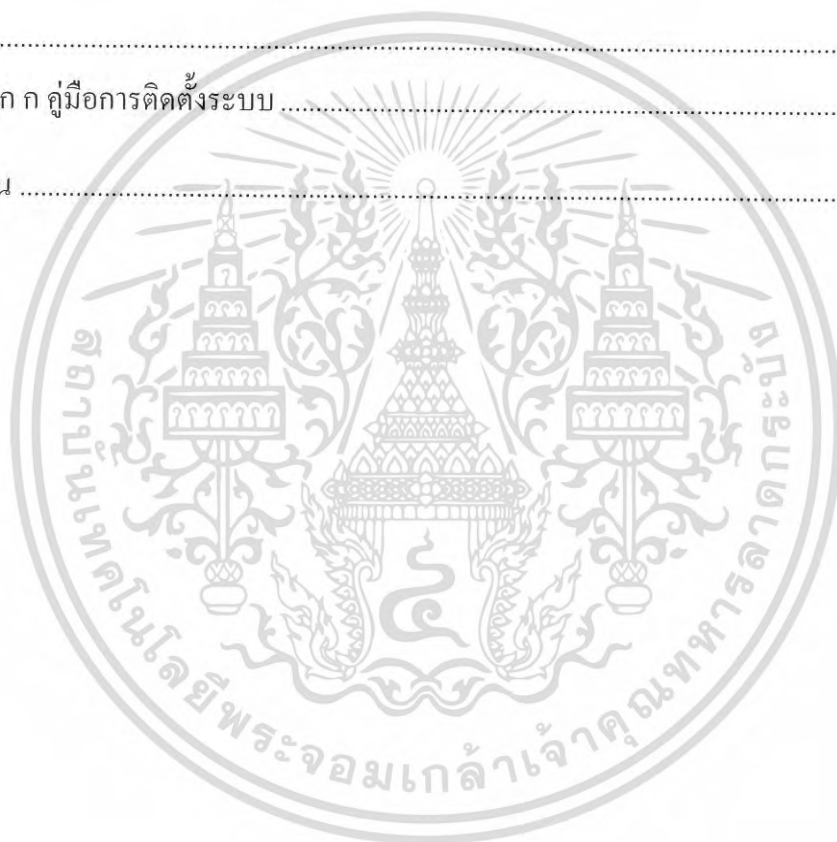 ก ก คู่มือการติดตั้งระบบ
น
๔
สถาบันเทคโนโลยีพระจอมเกล้าเจ้าคุณทหารลาดกระบัง